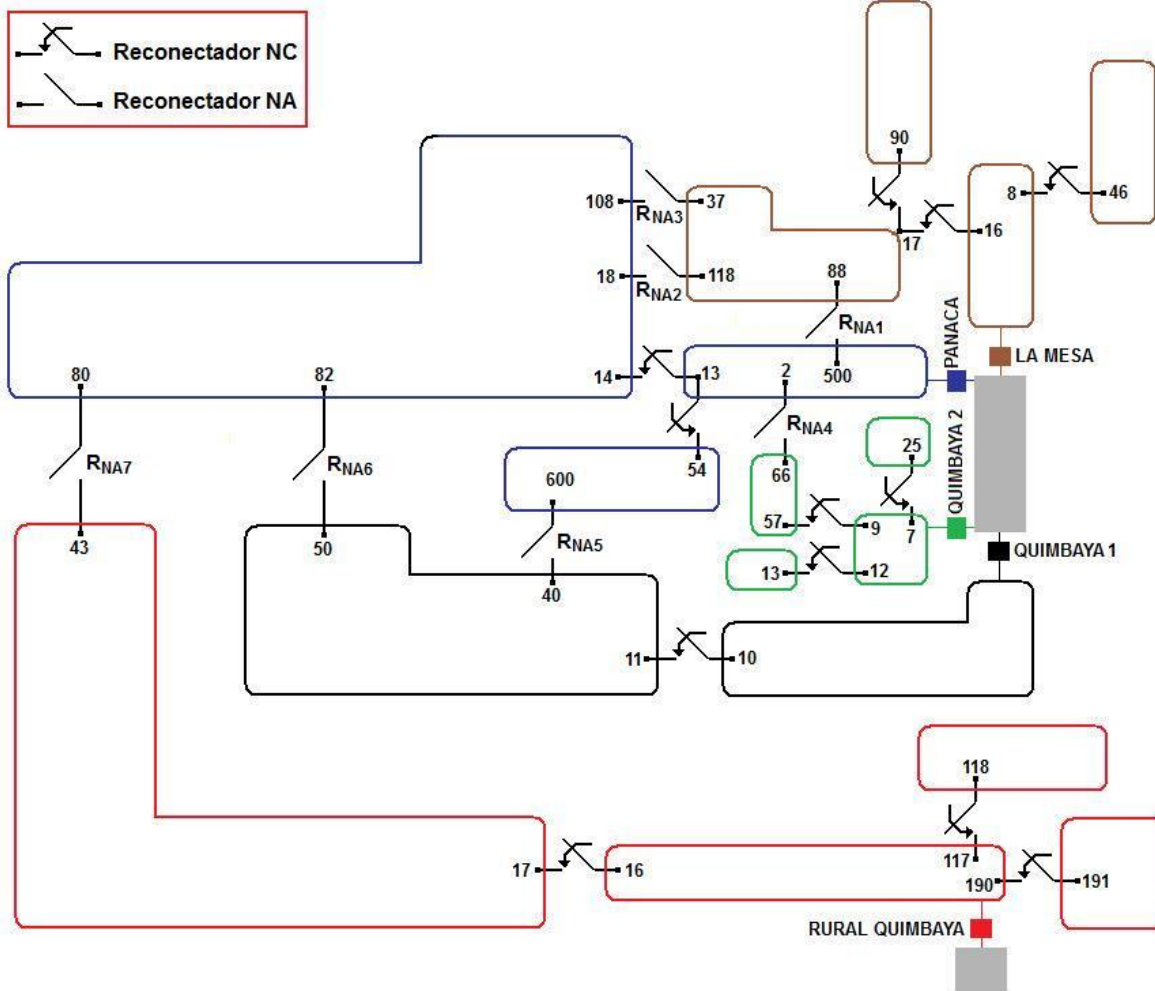 Reconectador NC
Reconectador NA
90
8
46
108
RNA3
37
17
16
18
RNA2
118
88
RNA1
PANACA
LA MESA
80
82
14
13
2
500
RNA4
QUIMBAYA 2
25
RNA7
RNA6
600
54
66
57
9
7
43
50
RNA5
13
12
QUIMBAYA 1
40
11
10
118
17
16
117
190
191
RURAL QUIMBAYA